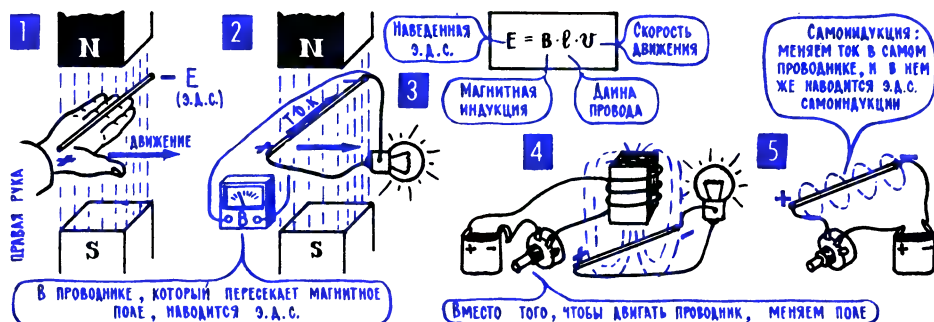 1
N
– E
(Э.Д.С.)
+
ДВИЖЕНИЕ
ПРАВАЯ РУКА
S
2
N
–
ТОК
+
В
S
В ПРОВОДНИКЕ, КОТОРЫЙ ПЕРЕСЕКАЕТ МАГНИТНОЕ
ПОЛЕ, НАВОДИТСЯ Э.Д.С.
3
НАВЕДЕННАЯ
Э.Д.С.
E = B·ℓ·v
СКОРОСТЬ
ДВИЖЕНИЯ
МАГНИТНАЯ
ИНДУКЦИЯ
ДЛИНА
ПРОВОДА
4
+ –
+
–
ВМЕСТО ТОГО, ЧТОБЫ ДВИГАТЬ ПРОВОДНИК, МЕНЯЕМ ПОЛЕ
САМОИНДУКЦИЯ:
МЕНЯЕМ ТОК В САМОМ
ПРОВОДНИКЕ, И В НЕМ
ЖЕ НАВОДИТСЯ Э.Д.С.
САМОИНДУКЦИИ
5
–
+
+ –